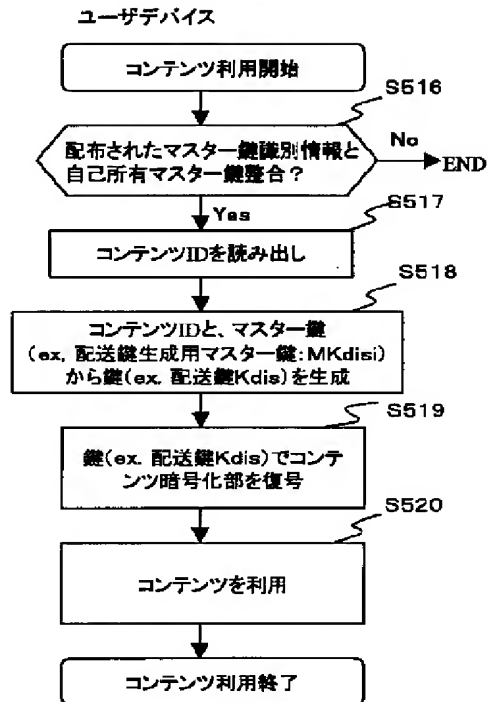 ユーザデバイス
コンテンツ利用開始
S516
配布されたマスター鍵識別情報と
自己所有マスター鍵整合？
No
END
Yes
S517
コンテンツIDを読み出し
S518
コンテンツIDと、マスター鍵
（ex. 配送鍵生成用マスター鍵：MKdisi）
から鍵（ex. 配送鍵Kdis）を生成
S519
鍵（ex. 配送鍵Kdis）でコンテ
ンツ暗号化部を復号
S520
コンテンツを利用
コンテンツ利用終了